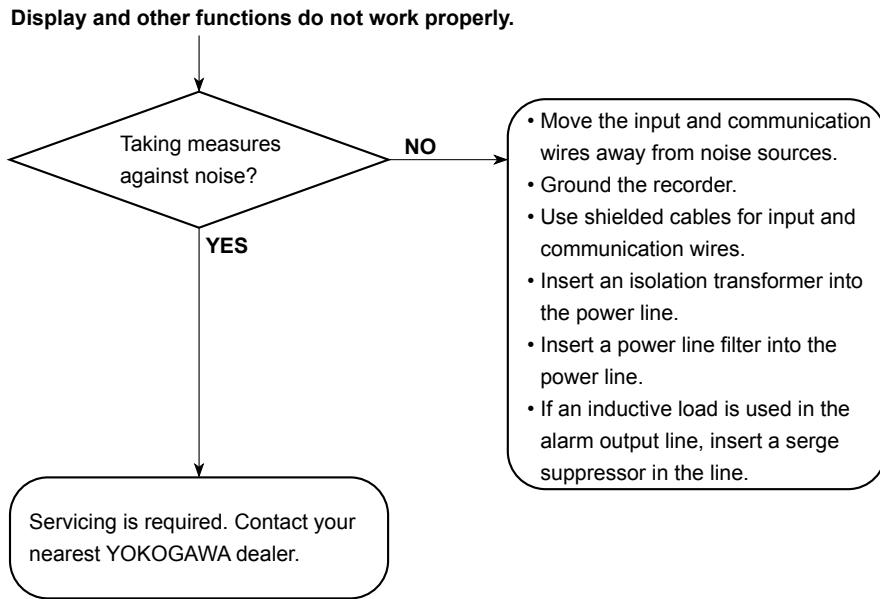 Display and other functions do not work properly.
Taking measures
against noise?
NO
YES
• Move the input and communication
wires away from noise sources.
• Ground the recorder.
• Use shielded cables for input and
communication wires.
• Insert an isolation transformer into
the power line.
• Insert a power line filter into the
power line.
• If an inductive load is used in the
alarm output line, insert a serge
suppressor in the line.
Servicing is required. Contact your
nearest YOKOGAWA dealer.